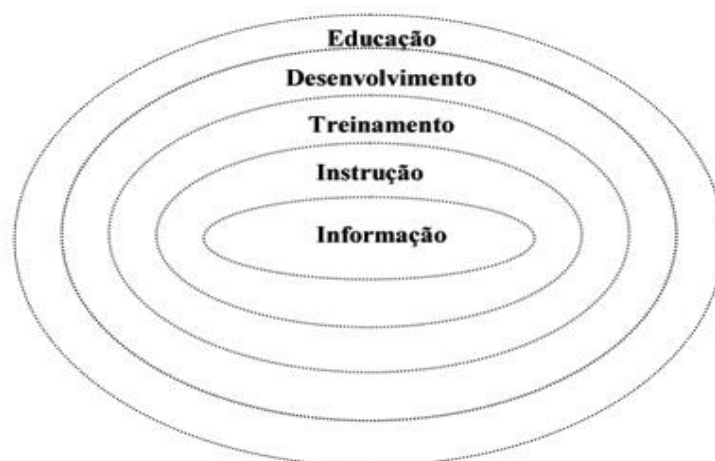 Educação
Desenvolvimento
Treinamento
Instrução
Informação